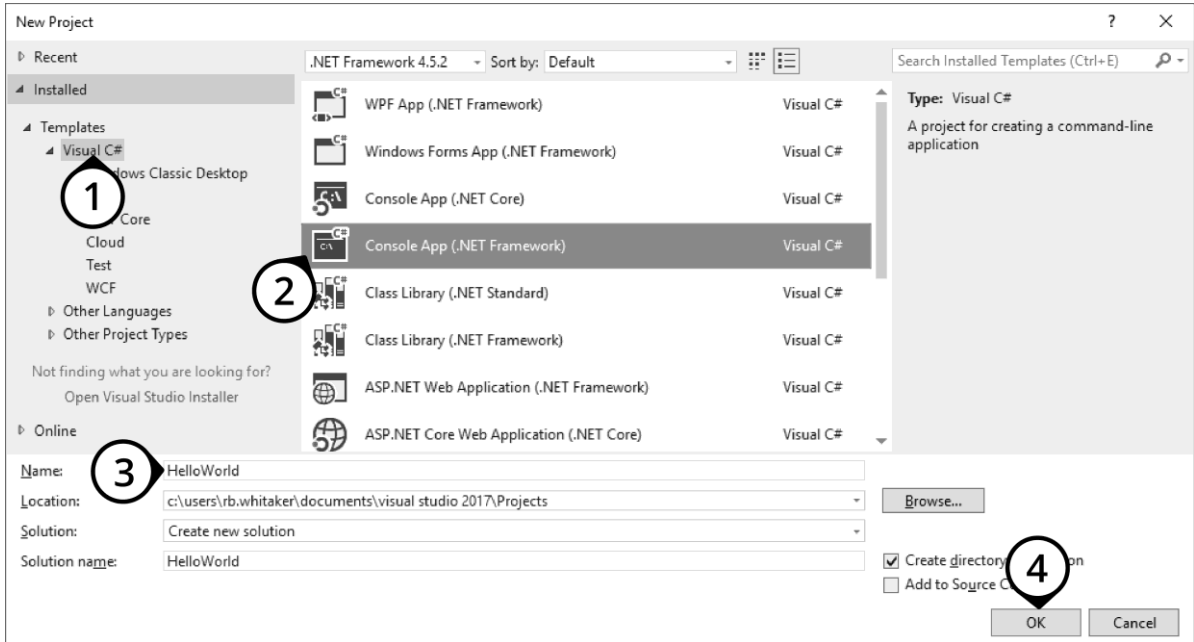 New Project
?
Recent
.NET Framework 4.5.2
Sort by: Default
Search Installed Templates (Ctrl+E)
Installed
Templates
Visual C#
1
Classic Desktop
Core
Cloud
Test
WCF
Other Languages
Other Project Types
Not finding what you are looking for?
Open Visual Studio Installer
Online
WPF App (.NET Framework) Visual C#
Windows Forms App (.NET Framework) Visual C#
Console App (.NET Core) Visual C#
Console App (.NET Framework) Visual C#
2
Class Library (.NET Standard) Visual C#
Class Library (.NET Framework) Visual C#
ASP.NET Web Application (.NET Framework) Visual C#
ASP.NET Core Web Application (.NET Core) Visual C#
Type: Visual C#
A project for creating a command-line
application
Name: 3 HelloWorld
Location: c:\users\rb.whitaker\documents\visual studio 2017\Projects Browse...
Solution: Create new solution
Solution name: HelloWorld
Create directory
Add to Source
4
OK Cancel